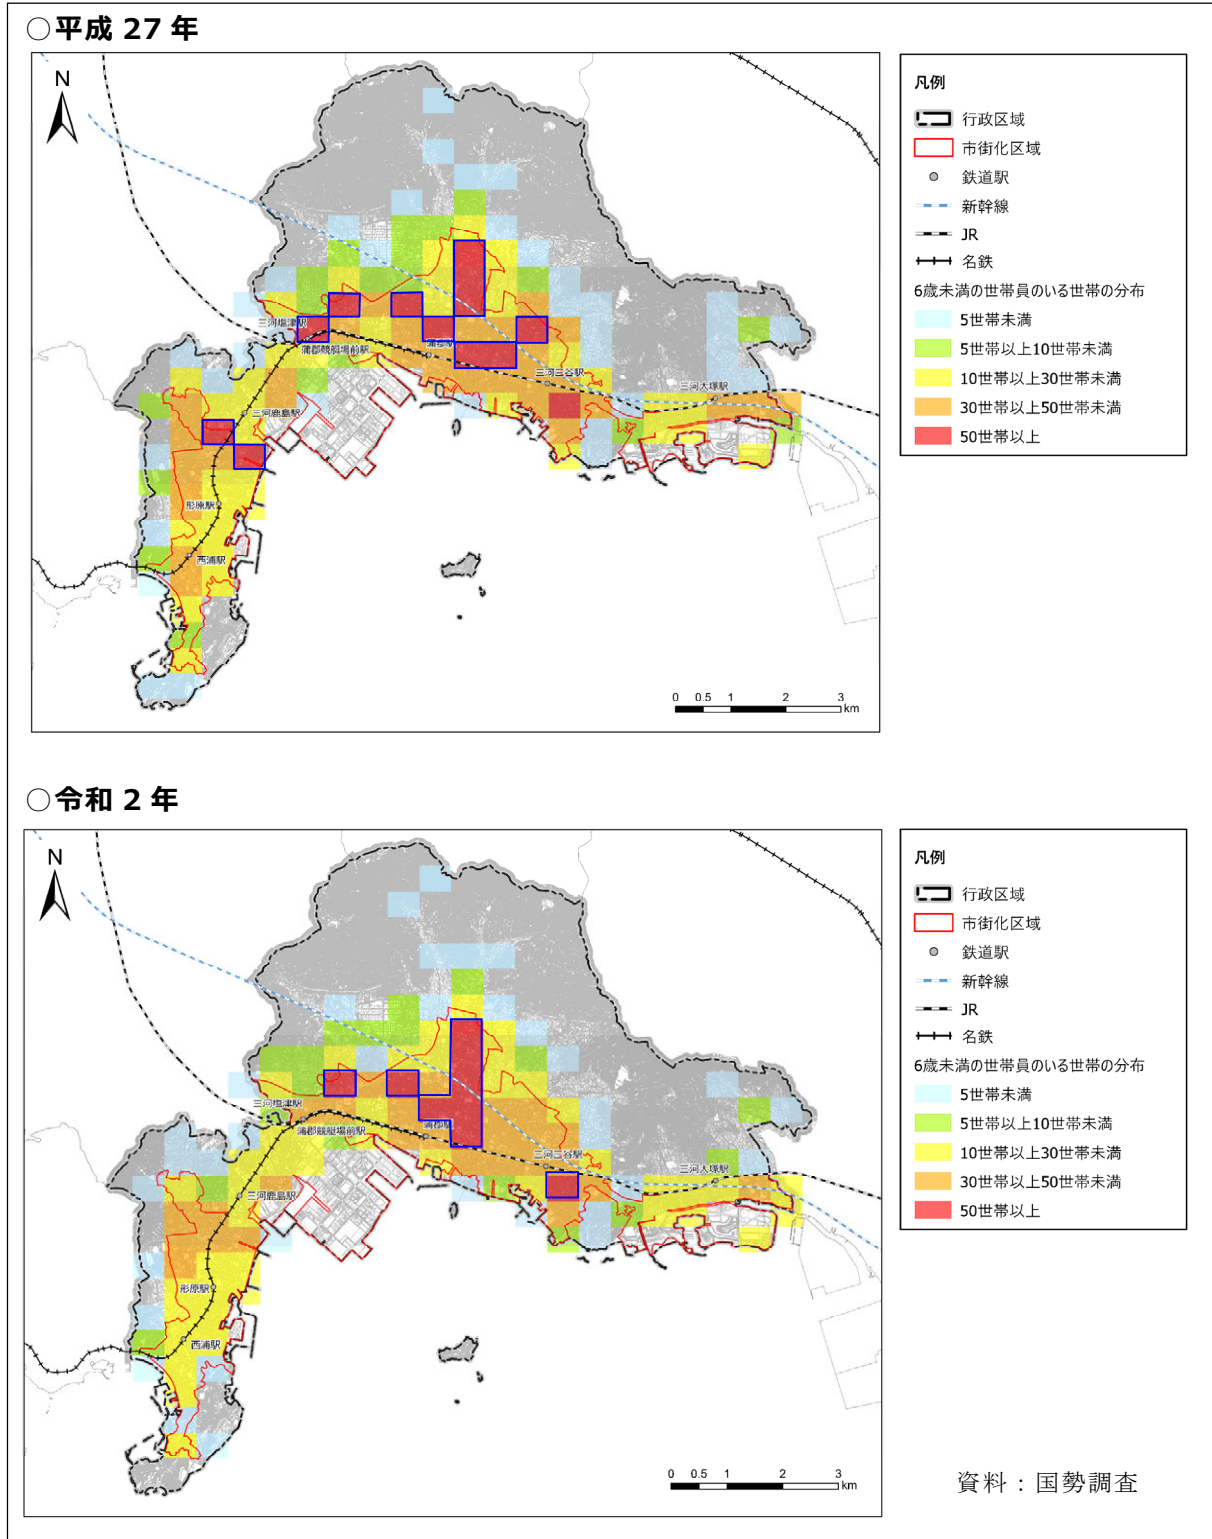 ○平成 27 年
N
三河塩津駅
蒲郡競艇場前駅
蒲郡駅
三河三谷駅
三河大塚駅
三河鹿島駅
形原駅
西浦駅
0 0.5 1 2 3
km
凡例
行政区域
市街化区域
鉄道駅
新幹線
JR
名鉄
6歳未満の世帯員のいる世帯の分布
5世帯未満
5世帯以上10世帯未満
10世帯以上30世帯未満
30世帯以上50世帯未満
50世帯以上
○令和 2 年
N
三河塩津駅
蒲郡競艇場前駅
蒲郡駅
三河三谷駅
三河大塚駅
三河鹿島駅
形原駅
西浦駅
0 0.5 1 2 3
km
凡例
行政区域
市街化区域
鉄道駅
新幹線
JR
名鉄
6歳未満の世帯員のいる世帯の分布
5世帯未満
5世帯以上10世帯未満
10世帯以上30世帯未満
30世帯以上50世帯未満
50世帯以上
資料：国勢調査